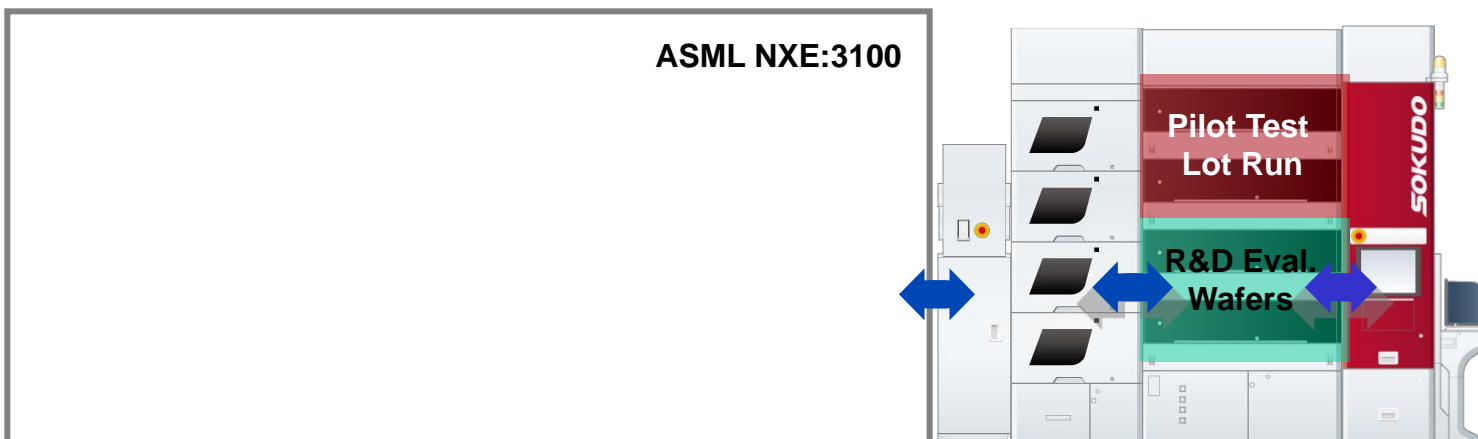 ASML NXE:3100
Pilot Test
Lot Run
SOKUDO
R&D Eval.
Wafers